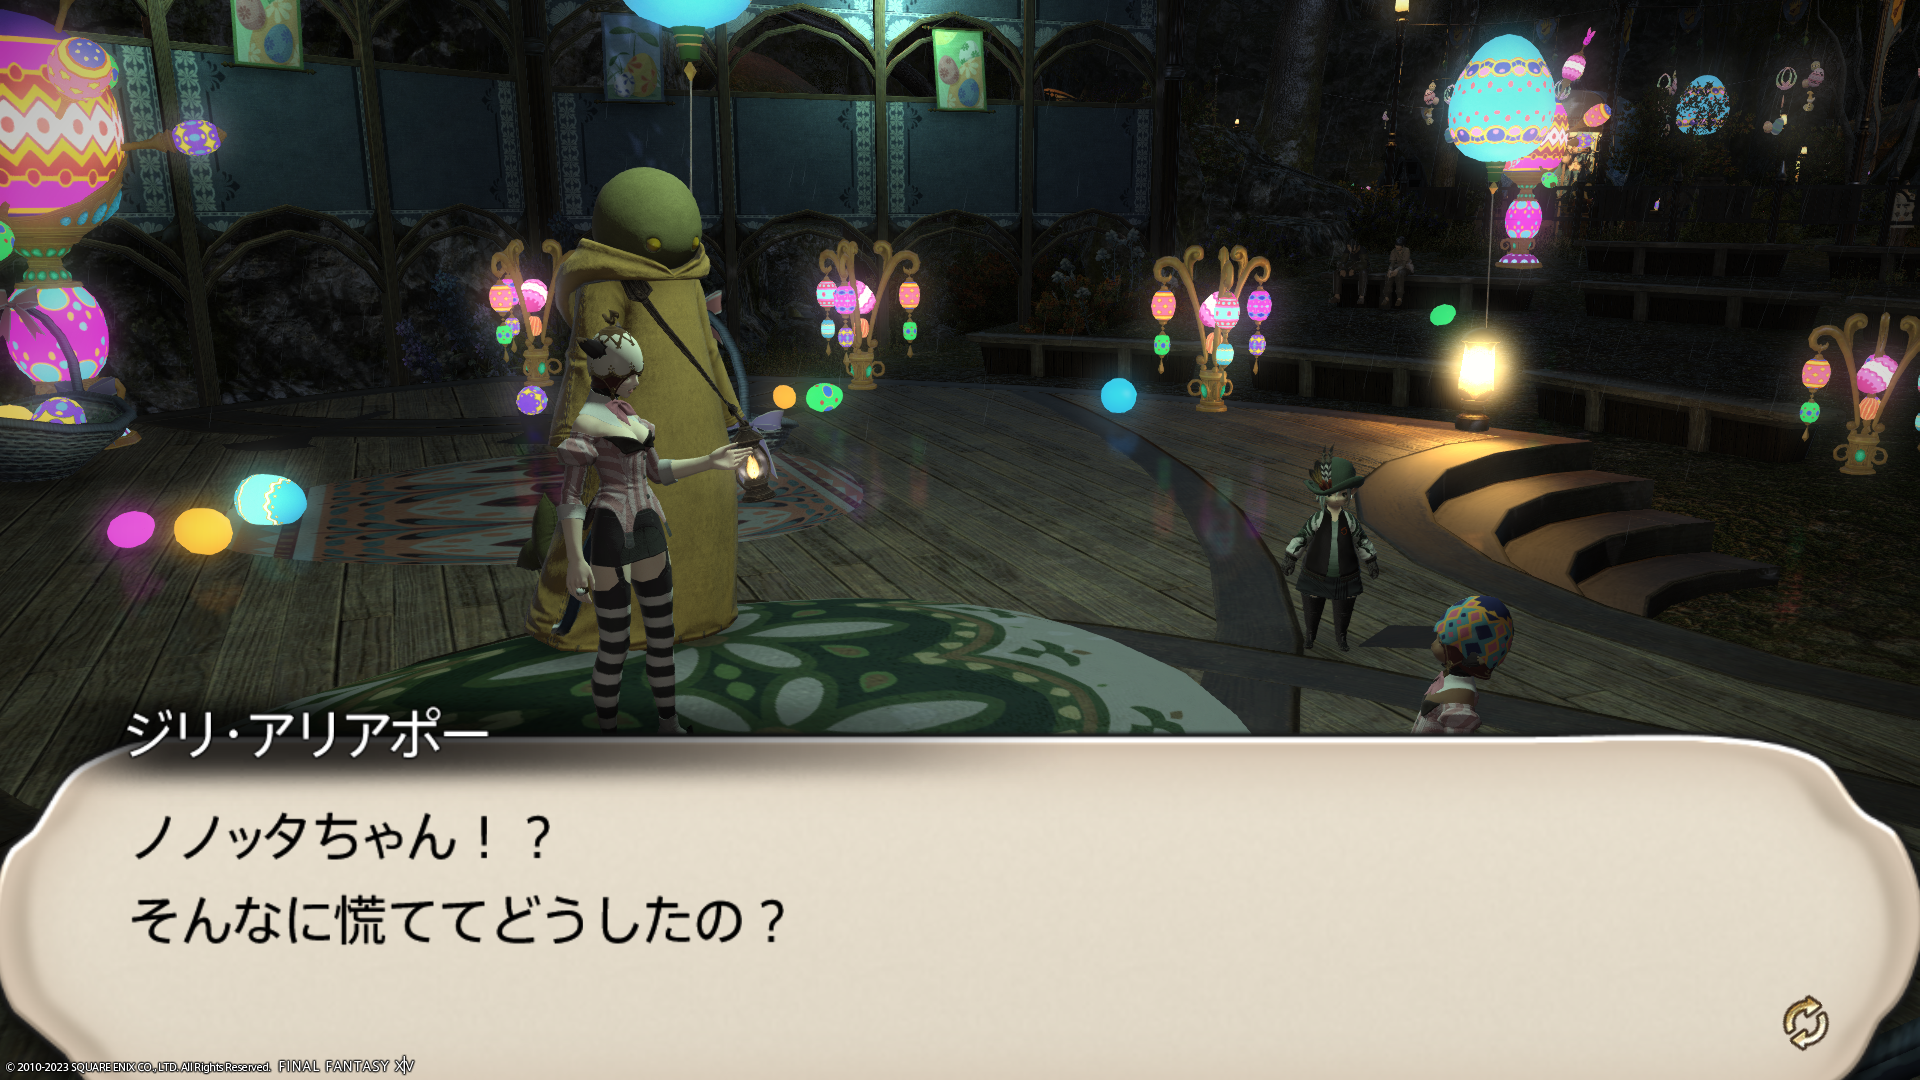 ジリ・アリアポー
ノノッタちゃん！？
そんなに慌ててどうしたの？
© 2010-2023 SQUARE ENIX CO., LTD. All Rights Reserved. FINAL FANTASY XIV